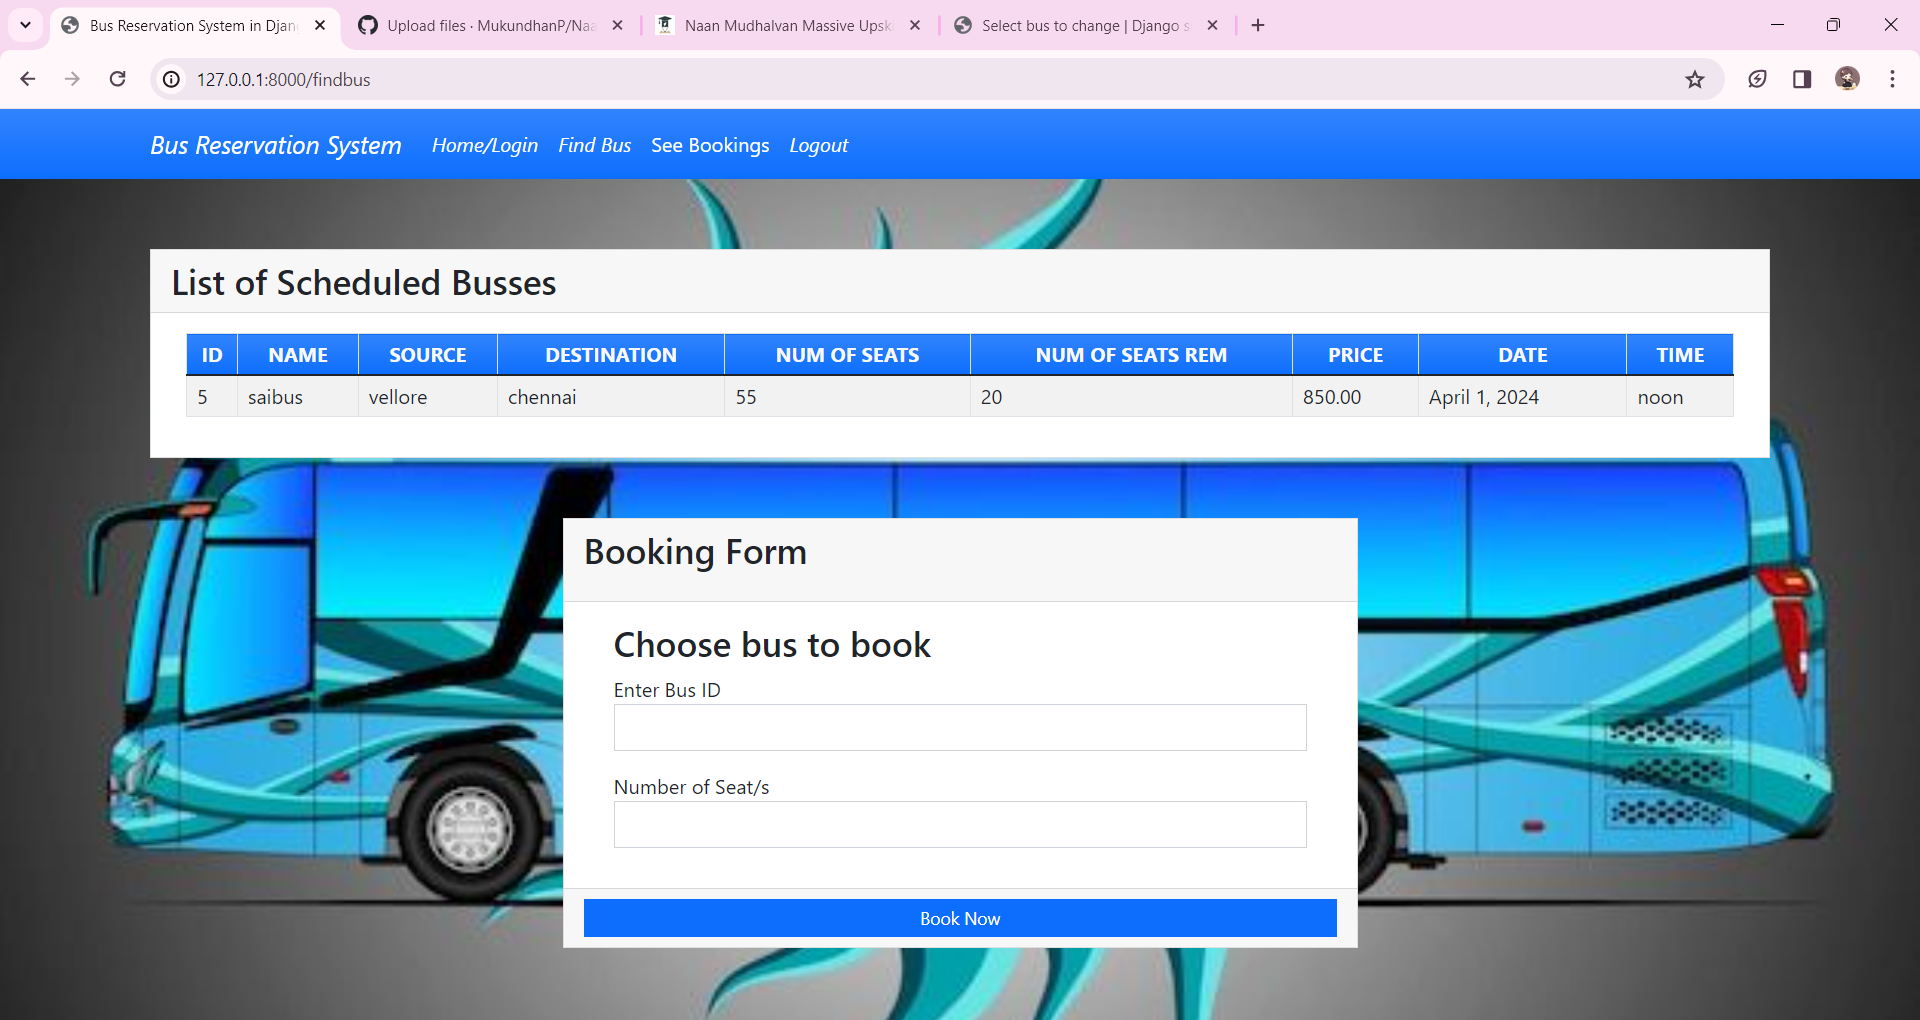 Bus Reservation System in Djan
Upload files · MukundhanP/Naa
Naan Mudhalvan Massive Upski
Select bus to change | Django s
127.0.0.1:8000/findbus
Bus Reservation System Home/Login Find Bus See Bookings Logout
List of Scheduled Busses
ID NAME SOURCE DESTINATION NUM OF SEATS NUM OF SEATS REM PRICE DATE TIME
5 saibus vellore chennai 55 20 850.00 April 1, 2024 noon
Booking Form
Choose bus to book
Enter Bus ID
Number of Seat/s
Book Now